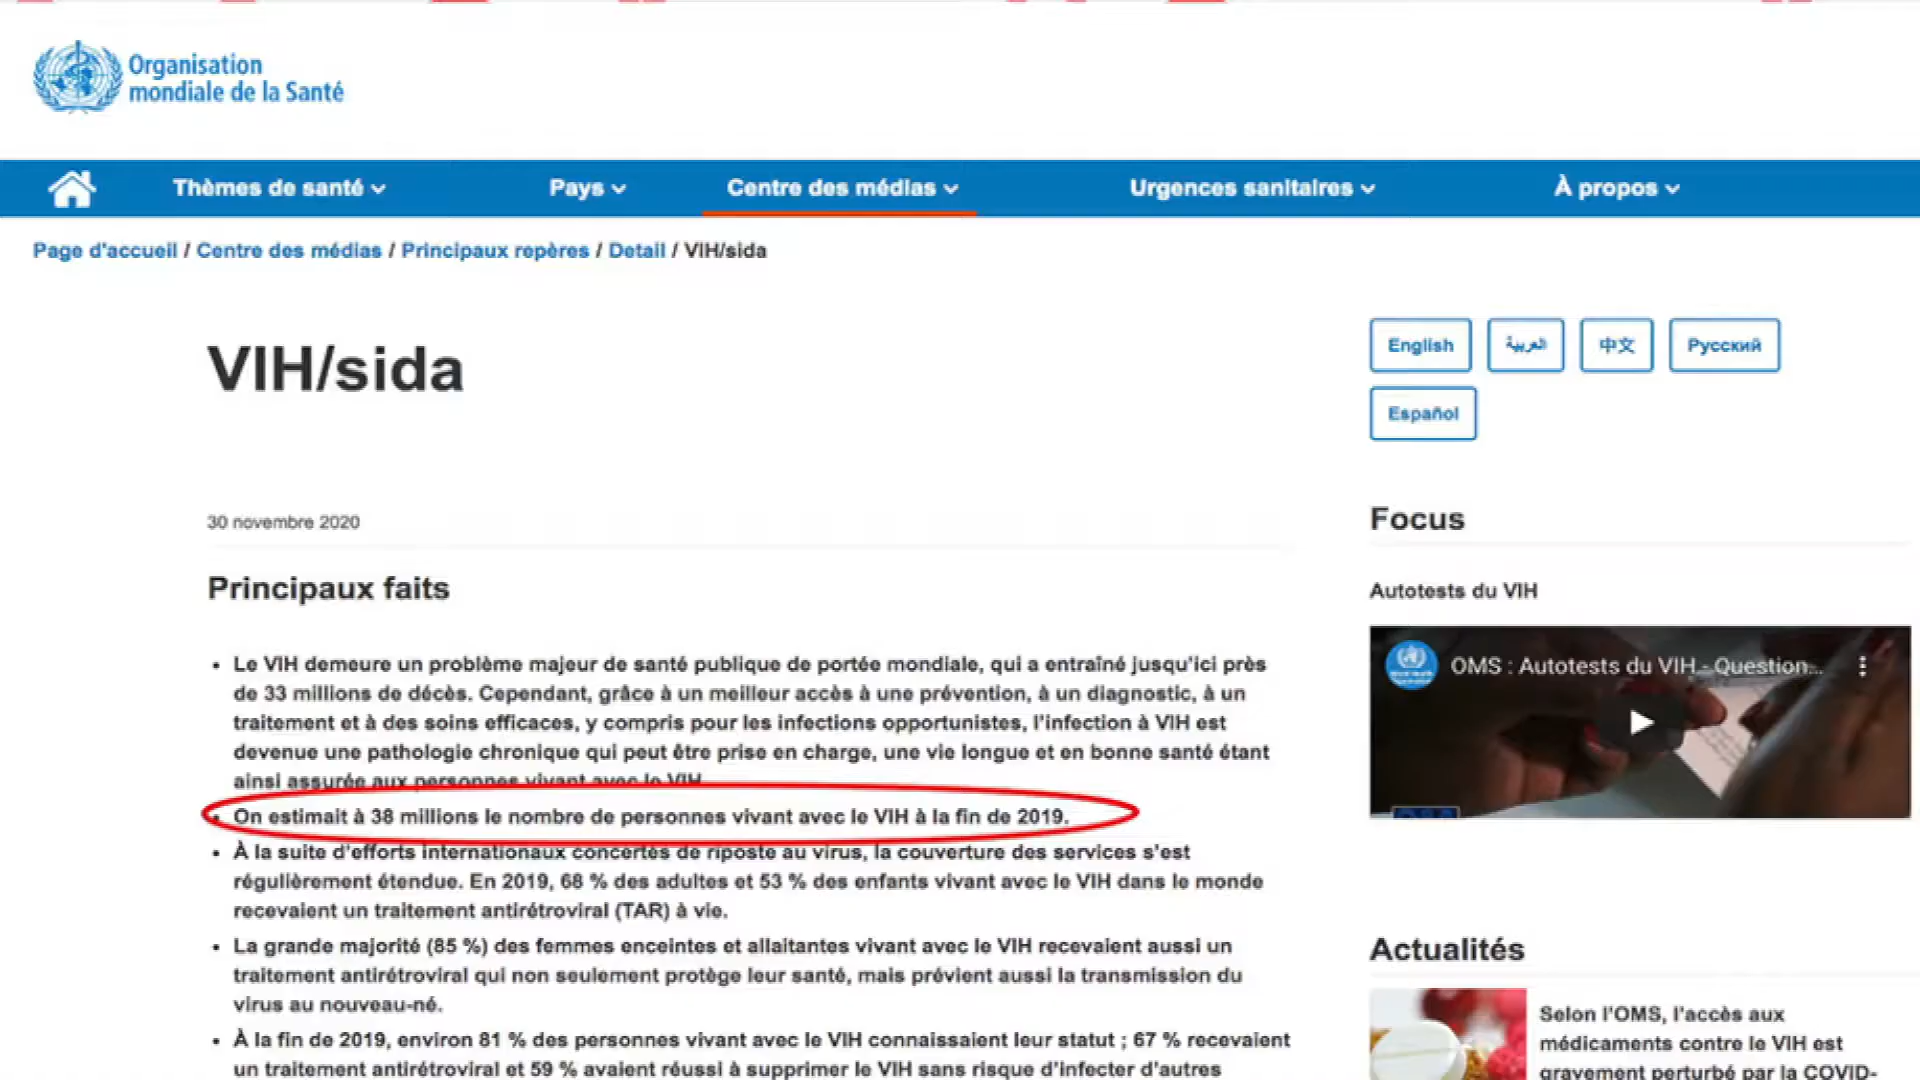 Organisation
mondiale de la Santé
Thèmes de santé
Pays
Centre des médias
Urgences sanitaires
À propos
Page d'accueil / Centre des médias / Principaux repères / Detail / VIH/sida
VIH/sida
30 novembre 2020
Principaux faits
• Le VIH demeure un problème majeur de santé publique de portée mondiale, qui a entraîné jusqu'ici près
de 33 millions de décès. Cependant, grâce à un meilleur accès à une prévention, à un diagnostic, à un
traitement et à des soins efficaces, y compris pour les infections opportunistes, l'infection à VIH est
devenue une pathologie chronique qui peut être prise en charge, une vie longue et en bonne santé étant
ainsi assurée aux personnes vivant avec le VIH.
• On estimait à 38 millions le nombre de personnes vivant avec le VIH à la fin de 2019.
• À la suite d'efforts internationaux concertés de riposte au virus, la couverture des services s'est
régulièrement étendue. En 2019, 68 % des adultes et 53 % des enfants vivant avec le VIH dans le monde
recevaient un traitement antirétroviral (TAR) à vie.
• La grande majorité (85 %) des femmes enceintes et allaitantes vivant avec le VIH recevaient aussi un
traitement antirétroviral qui non seulement protège leur santé, mais prévient aussi la transmission du
virus au nouveau-né.
• À la fin de 2019, environ 81 % des personnes vivant avec le VIH connaissaient leur statut ; 67 % recevaient
un traitement antirétroviral et 59 % avaient réussi à supprimer le VIH sans risque d'infecter d'autres
English
العربية
中文
Русский
Español
Focus
Autotests du VIH
OMS : Autotests du VIH - Question...
Actualités
Selon l'OMS, l'accès aux
médicaments contre le VIH est
gravement perturbé par la COVID-